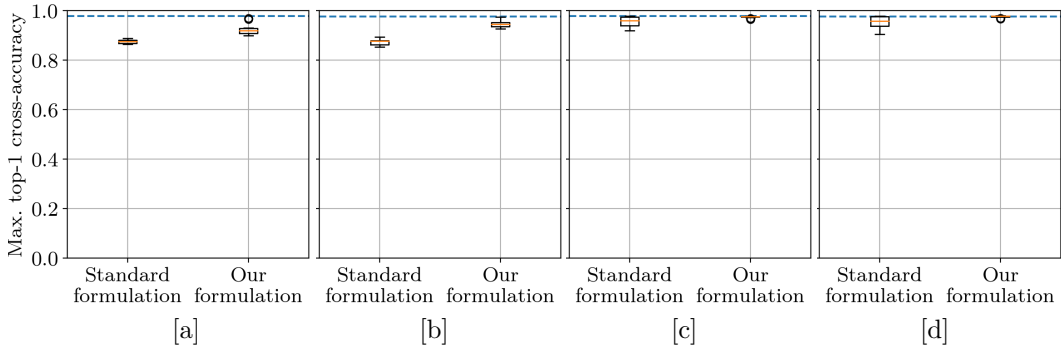 Max. top-1 cross-accuracy
1.0
0.8
0.6
0.4
0.2
0.0
Standard
formulation
Our
formulation
[a]
Standard
formulation
Our
formulation
[b]
Standard
formulation
Our
formulation
[c]
Standard
formulation
Our
formulation
[d]